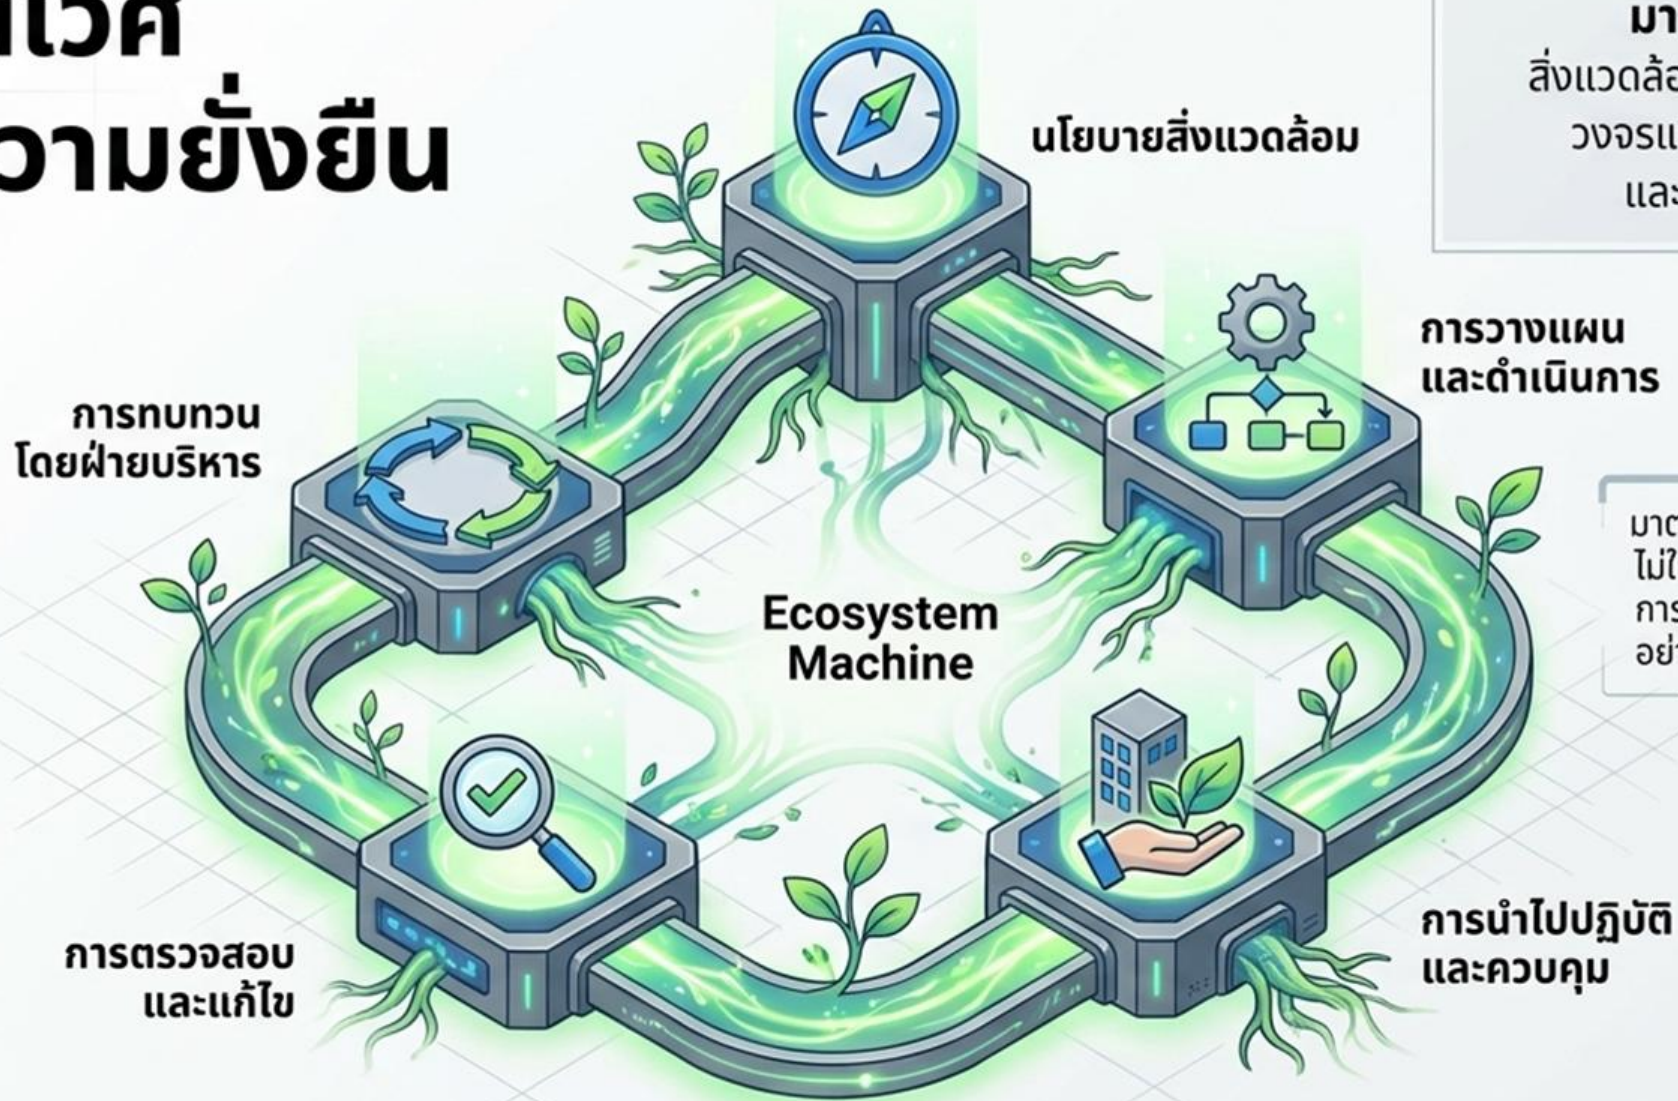 ความยั่งยืน
นโยบายสิ่งแวดล้อม
การวางแผน
และดำเนินการ
การทบทวน
โดยฝ่ายบริหาร
Ecosystem
Machine
การตรวจสอบ
และแก้ไข
การนำไปปฏิบัติ
และควบคุม
และ